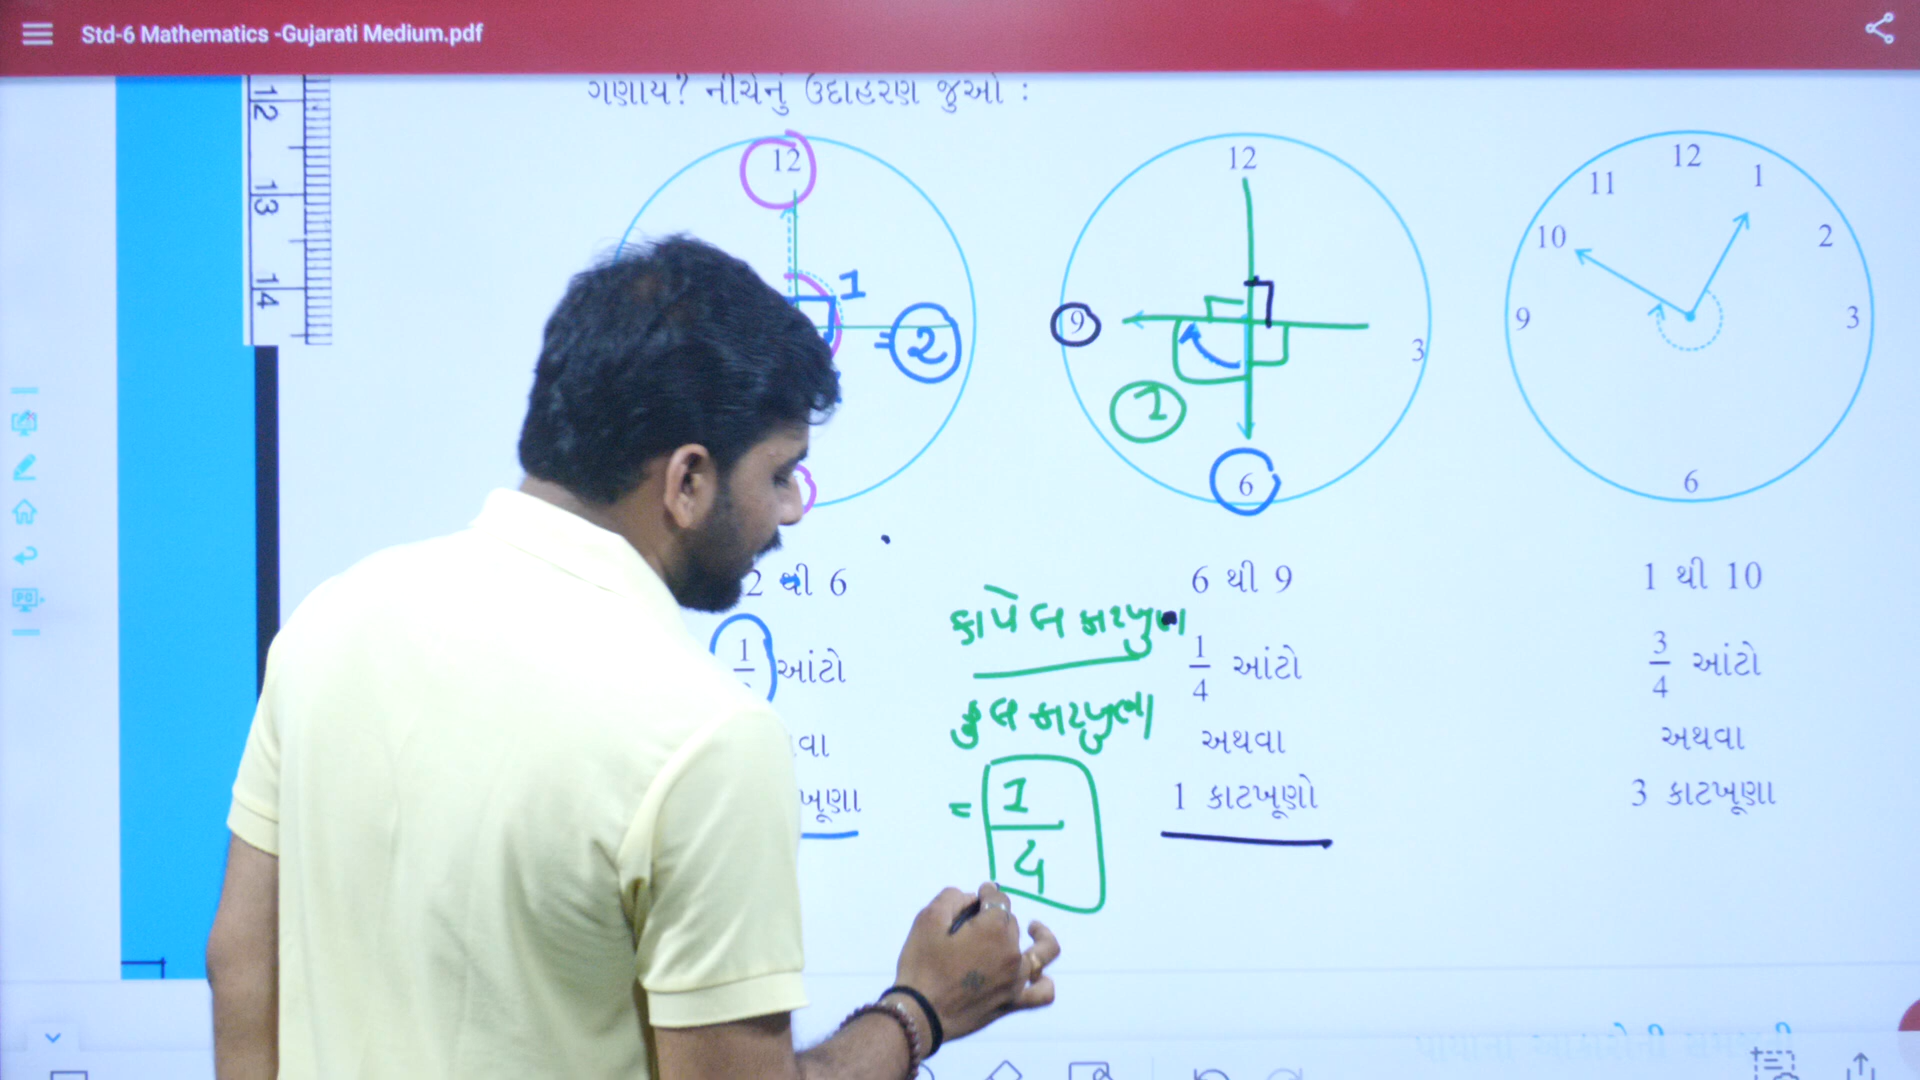 Std-6 Mathematics -Gujarati Medium.pdf
ગણાય? નીચેનું ઉદાહરણ જુઓ :
12
13
14
12
1
= 2
12
9
3
1
6
12
11
1
10
2
9
3
6
2 થી 6
6 થી 9
1 થી 10
કાપેલ કાટખુણા
કુલ કાટખુણા
= 1/4
1
આંટો
1/4 આંટો
3/4 આંટો
અથવા
અથવા
1 કાટખૂણો
3 કાટખૂણા